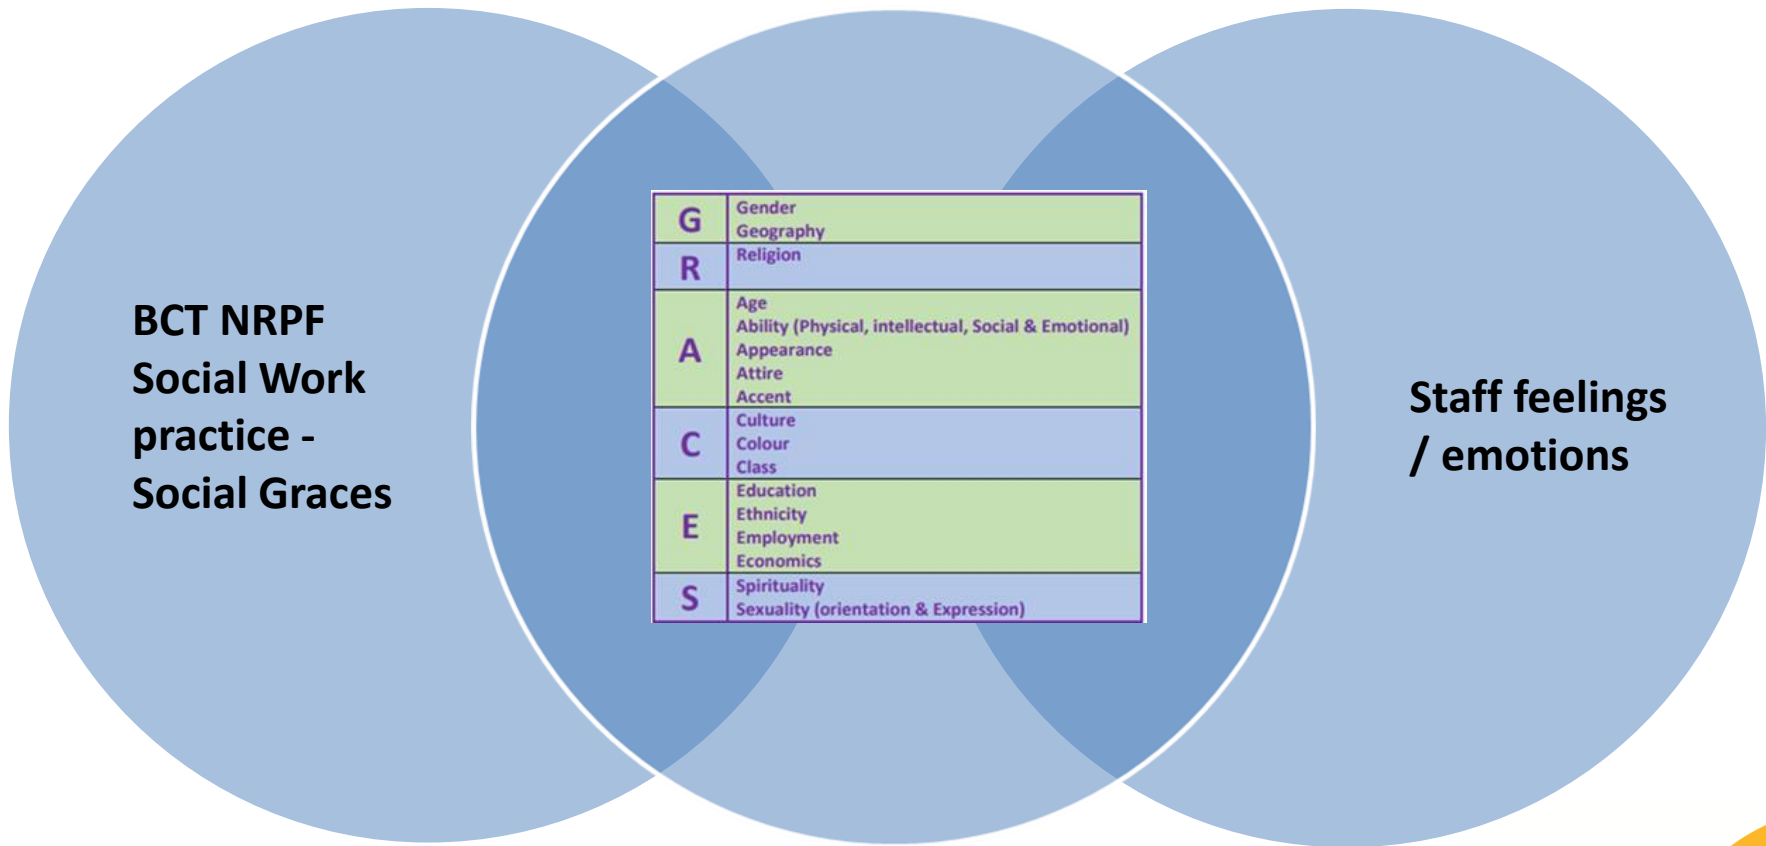 BCT NRPF
Social Work
practice -
Social Graces
G
Gender
Geography
R
Religion
A
Age
Ability (Physical, intellectual, Social & Emotional)
Appearance
Attire
Accent
C
Culture
Colour
Class
E
Education
Ethnicity
Employment
Economics
S
Spirituality
Sexuality (orientation & Expression)
Staff feelings
/ emotions